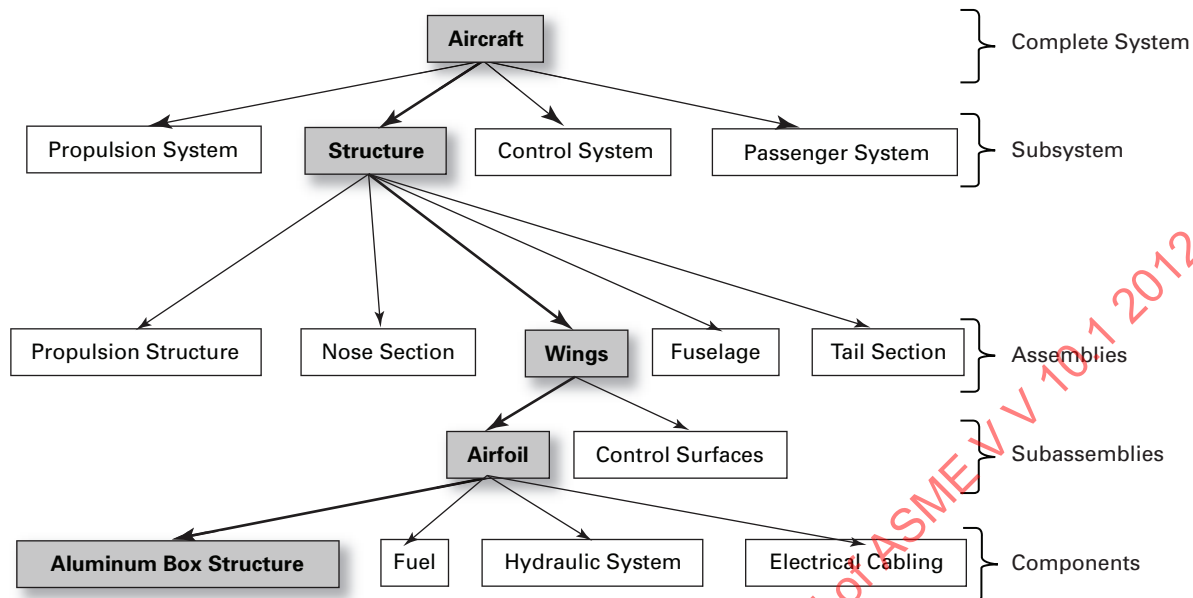 Aircraft
Complete System
Propulsion System
Structure
Control System
Passenger System
Subsystem
Propulsion Structure
Nose Section
Wings
Fuselage
Tail Section
Assemblies
Airfoil
Control Surfaces
Subassemblies
Aluminum Box Structure
Fuel
Hydraulic System
Electrical Cabling
Components
of ASME V V 10.1 2012